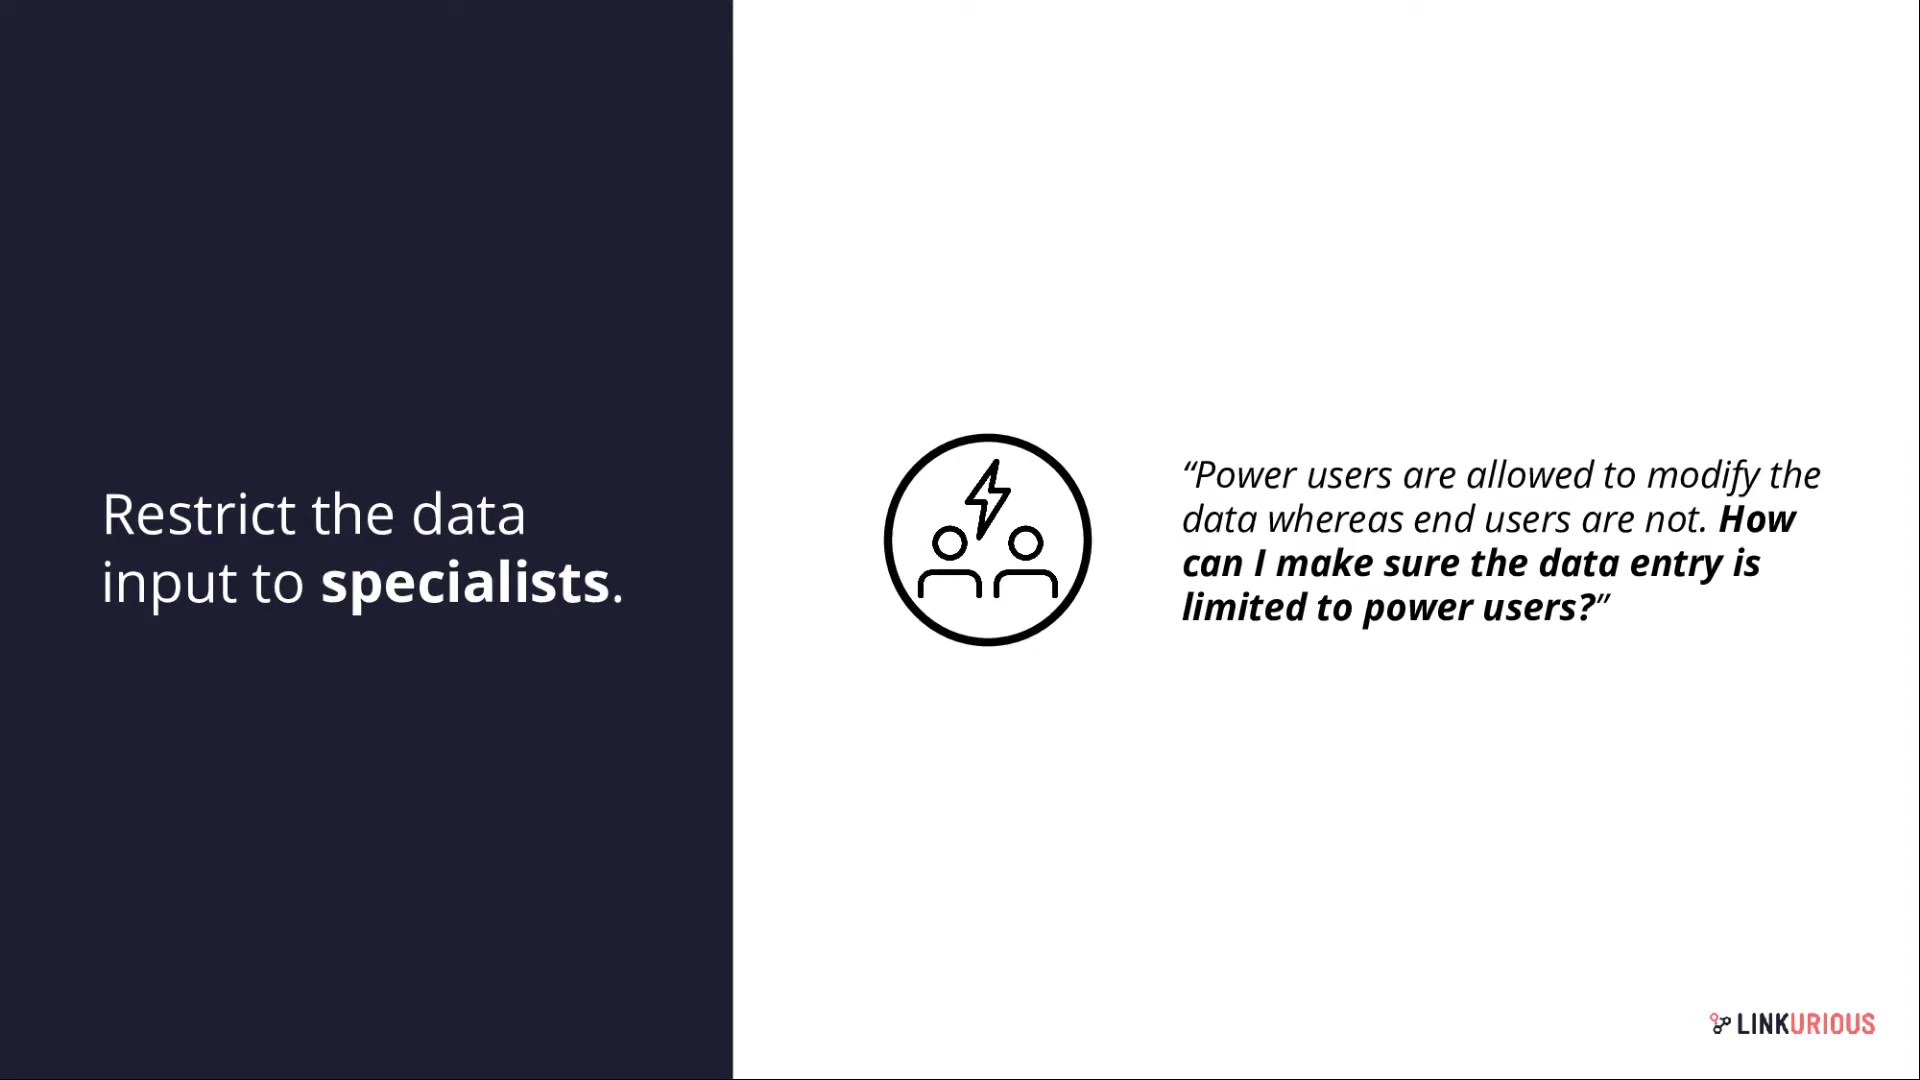 Restrict the data
input to specialists.
“Power users are allowed to modify the
data whereas end users are not. How
can I make sure the data entry is
limited to power users?”
LINKURIOUS